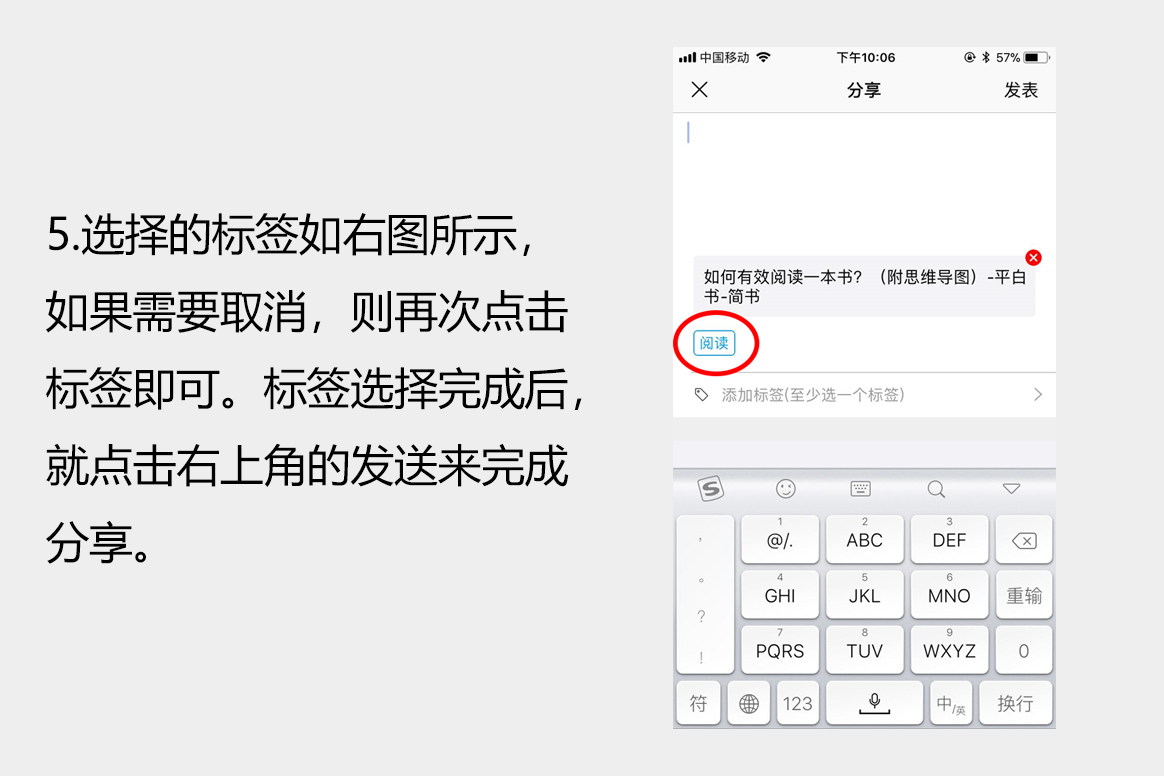 5.选择的标签如右图所示，
如果需要取消，则再次点击
标签即可。标签选择完成后，
就点击右上角的发送来完成
分享。
中国移动 下午10:06 57%
分享 发表
如何有效阅读一本书？（附思维导图）-平白
书-简书
阅读
添加标签(至少选一个标签)
， 1 @/. 2 ABC 3 DEF
。 4 GHI 5 JKL 6 MNO 重输
？ 7 PQRS 8 TUV 9 WXYZ 0
！
符 123 中/英 换行